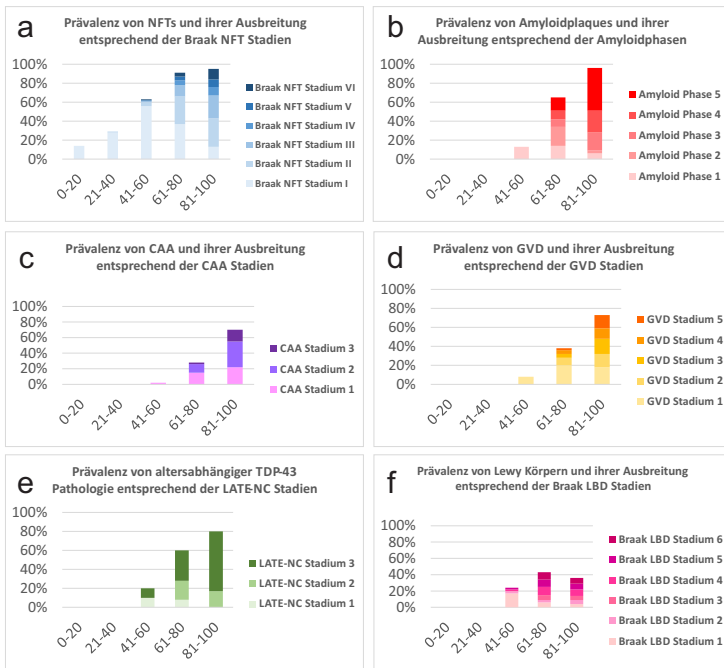 a
Prävalenz von NFTs und ihrer Ausbreitung
entsprechend der Braak NFT Stadien
100%
80%
60%
40%
20%
0%
0-20
21-40
41-60
61-80
81-100
Braak NFT Stadium VI
Braak NFT Stadium V
Braak NFT Stadium IV
Braak NFT Stadium III
Braak NFT Stadium II
Braak NFT Stadium I
b
Prävalenz von Amyloidplaques und ihrer
Ausbreitung entsprechend der Amyloidphasen
100%
80%
60%
40%
20%
0%
0-20
21-40
41-60
61-80
81-100
Amyloid Phase 5
Amyloid Phase 4
Amyloid Phase 3
Amyloid Phase 2
Amyloid Phase 1
c
Prävalenz von CAA und ihrer Ausbreitung
entsprechend der CAA Stadien
100%
80%
60%
40%
20%
0%
0-20
21-40
41-60
61-80
81-100
CAA Stadium 3
CAA Stadium 2
CAA Stadium 1
d
Prävalenz von GVD und ihrer Ausbreitung
entsprechend der GVD Stadien
100%
80%
60%
40%
20%
0%
0-20
21-40
41-60
61-80
81-100
GVD Stadium 5
GVD Stadium 4
GVD Stadium 3
GVD Stadium 2
GVD Stadium 1
e
Prävalenz von altersabhängiger TDP-43
Pathologie entsprechend der LATE-NC Stadien
100%
80%
60%
40%
20%
0%
0-20
21-40
41-60
61-80
81-100
LATE-NC Stadium 3
LATE-NC Stadium 2
LATE-NC Stadium 1
f
Prävalenz von Lewy Körpern und ihrer Ausbreitung
entsprechend der Braak LBD Stadien
100%
80%
60%
40%
20%
0%
0-20
21-40
41-60
61-80
81-100
Braak LBD Stadium 6
Braak LBD Stadium 5
Braak LBD Stadium 4
Braak LBD Stadium 3
Braak LBD Stadium 2
Braak LBD Stadium 1